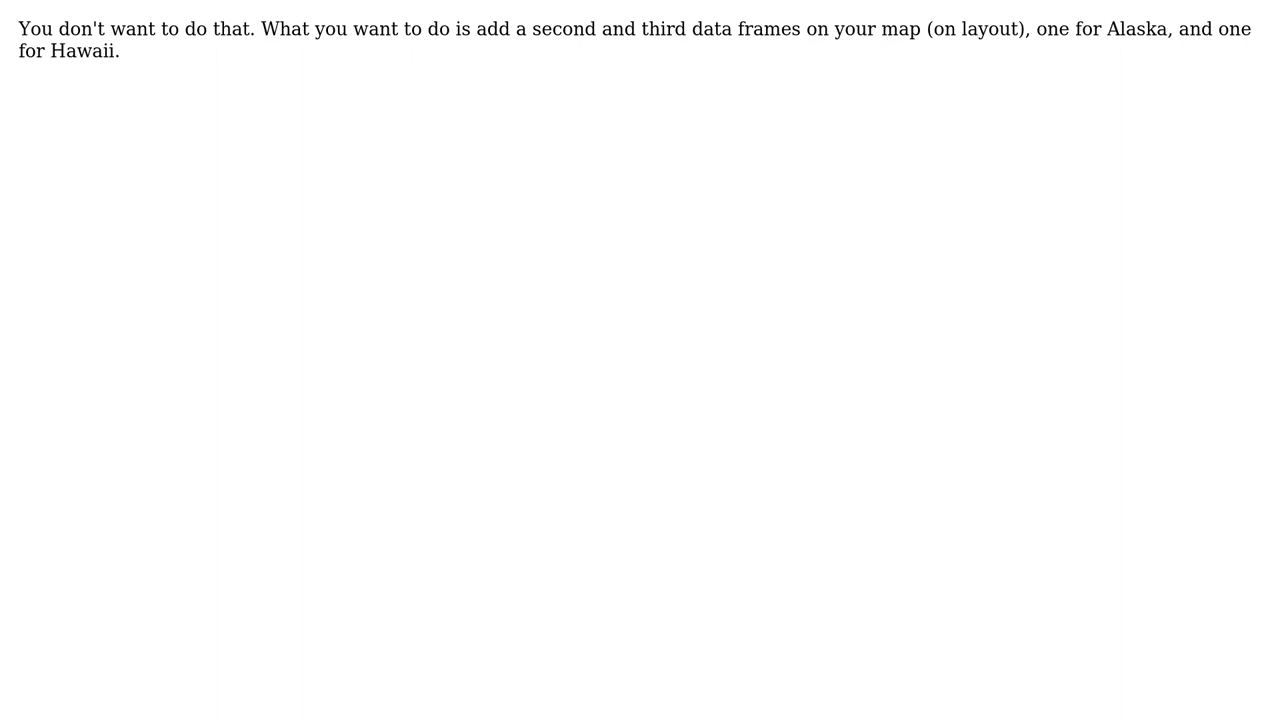 You don't want to do that. What you want to do is add a second and third data frames on your map (on layout), one for Alaska, and one
for Hawaii.